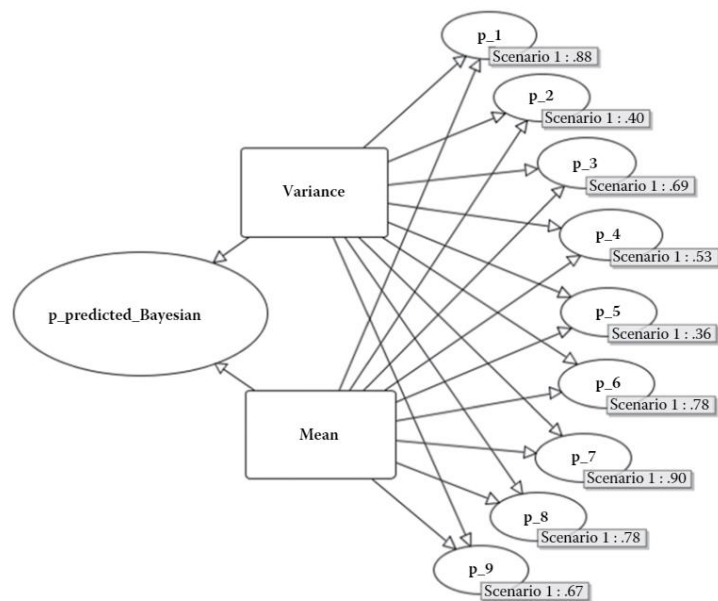 p_1
Scenario 1 : .88
p_2
Scenario 1 : .40
p_3
Scenario 1 : .69
Variance
p_4
Scenario 1 : .53
p_predicted_Bayesian
p_5
Scenario 1 : .36
p_6
Scenario 1 : .78
Mean
p_7
Scenario 1 : .90
p_8
Scenario 1 : .78
p_9
Scenario 1 : .67